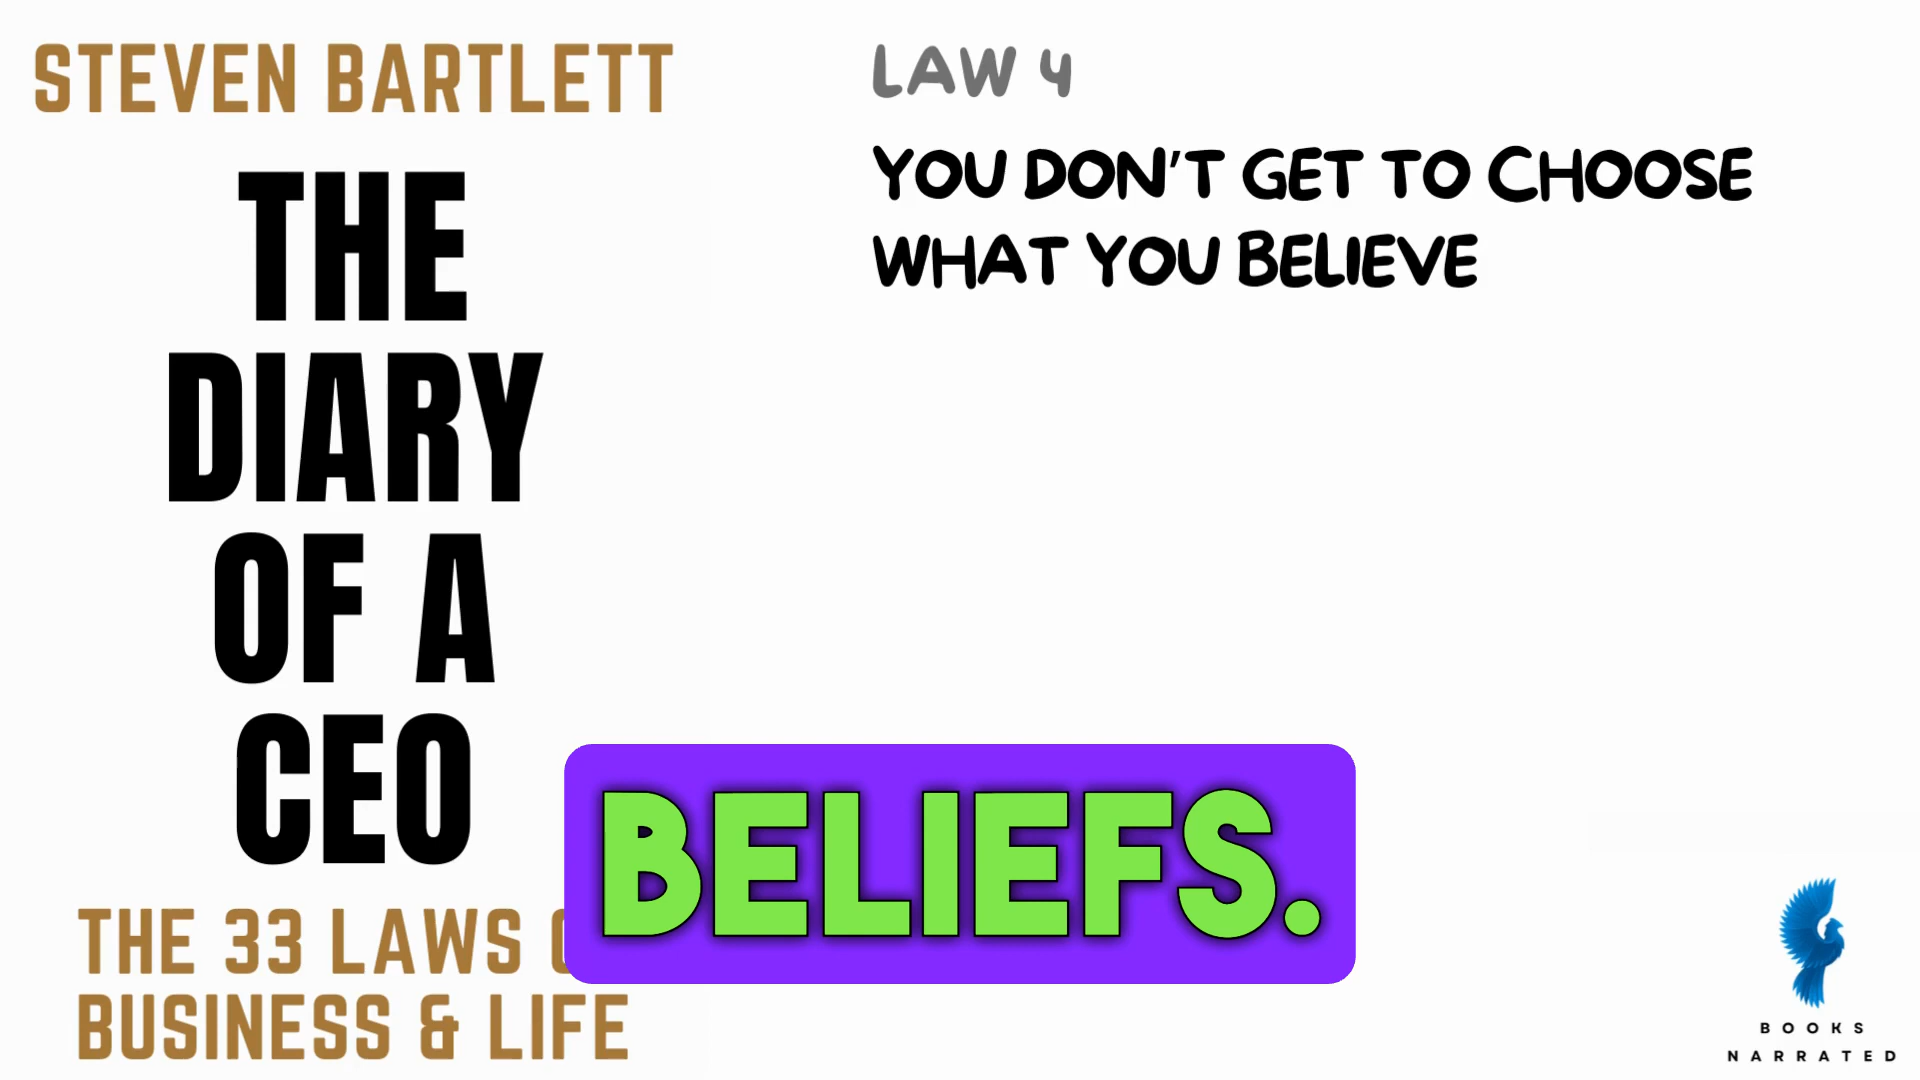 STEVEN BARTLETT
THE
DIARY
OF A
CEO
THE 33 LAWS
BUSINESS & LIFE
LAW 4
YOU DON'T GET TO CHOOSE
WHAT YOU BELIEVE
BELIEFS.
BOOKS
NARRATED